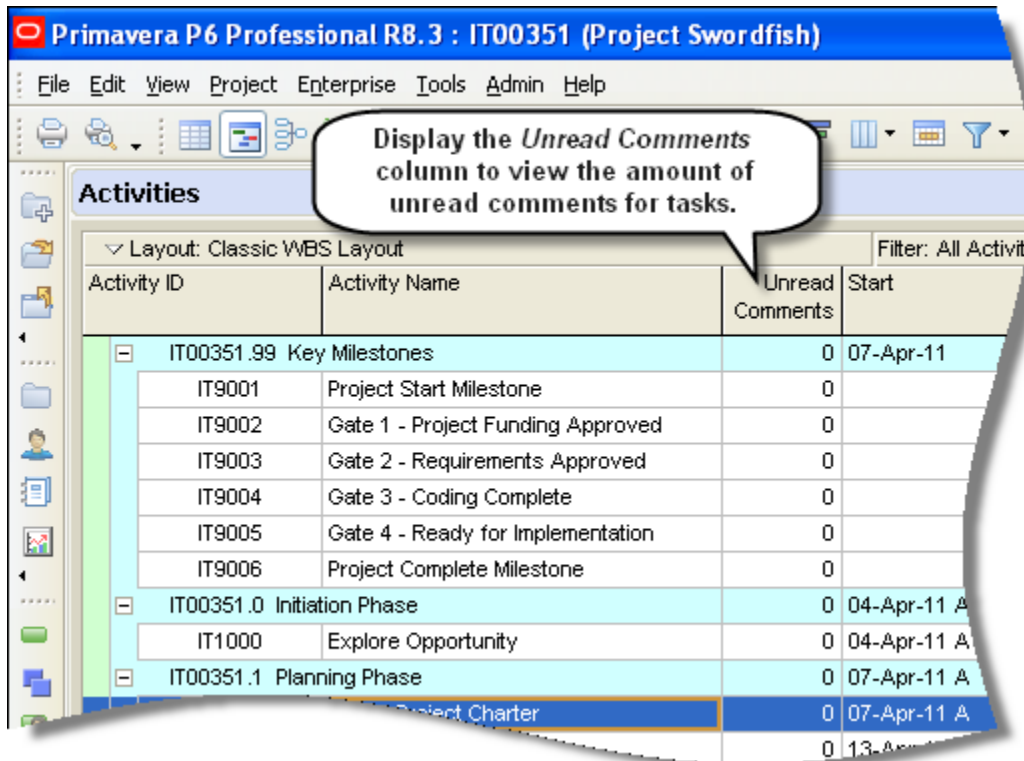 Primavera P6 Professional R8.3 : IT00351 (Project Swordfish)
File Edit View Project Enterprise Tools Admin Help
Display the Unread Comments
column to view the amount of
unread comments for tasks.
Activities
Layout: Classic WBS Layout Filter: All Activit
Activity ID Activity Name Unread Comments Start
IT00351.99 Key Milestones 0 07-Apr-11
IT9001 Project Start Milestone 0
IT9002 Gate 1 - Project Funding Approved 0
IT9003 Gate 2 - Requirements Approved 0
IT9004 Gate 3 - Coding Complete 0
IT9005 Gate 4 - Ready for Implementation 0
IT9006 Project Complete Milestone 0
IT00351.0 Initiation Phase 0 04-Apr-11 A
IT1000 Explore Opportunity 0 04-Apr-11 A
IT00351.1 Planning Phase 0 07-Apr-11 A
Project Charter 0 07-Apr-11 A
0